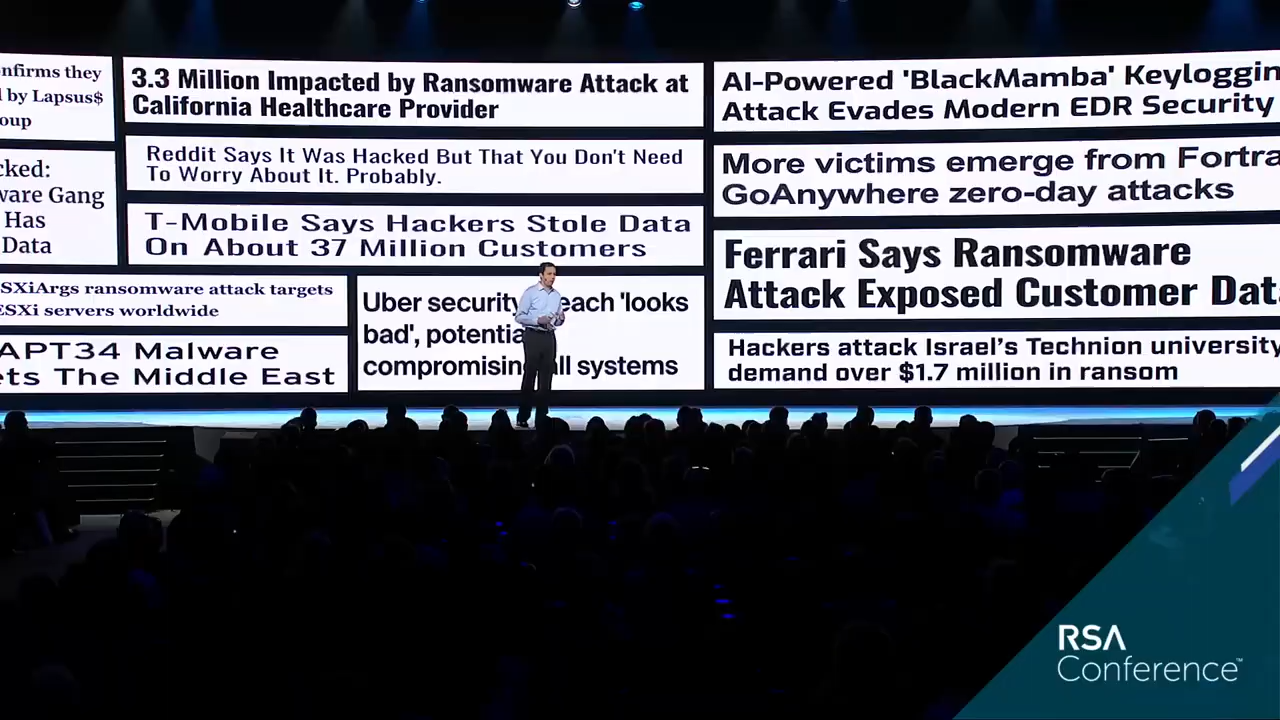 nfirms they
d by Lapsus$
oup
cked:
ware Gang
Has
Data
SXiArgs ransomware attack targets
ESXi servers worldwide
APT34 Malware
ets The Middle East
3.3 Million Impacted by Ransomware Attack at
California Healthcare Provider
Reddit Says It Was Hacked But That You Don't Need
To Worry About It. Probably.
T-Mobile Says Hackers Stole Data
On About 37 Million Customers
Uber security each 'looks
bad', potentia
compromising all systems
AI-Powered 'BlackMamba' Keyloggin
Attack Evades Modern EDR Security
More victims emerge from Fortra
GoAnywhere zero-day attacks
Ferrari Says Ransomware
Attack Exposed Customer Data
Hackers attack Israel's Technion university
demand over $1.7 million in ransom
RSA
Conference™